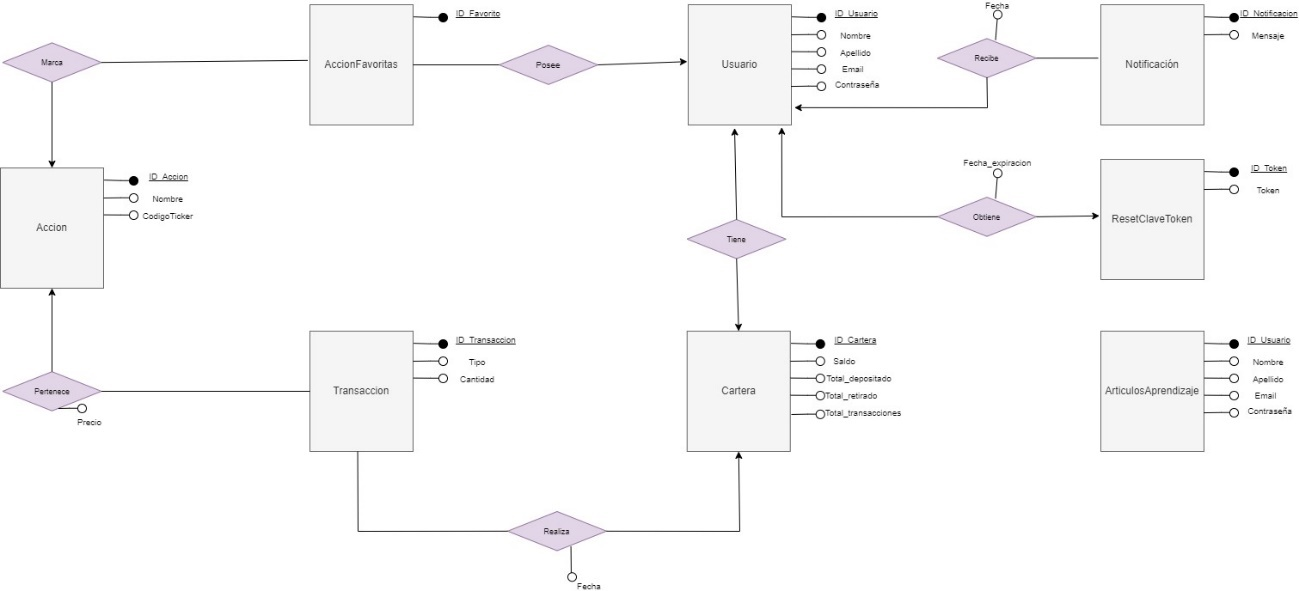 ID_Favorito
ID_Usuario
Fecha
ID_Notificacion
Nombre
Mensaje
Marca
AccionFavoritas
Posee
Usuario
Apellido
Recibe
Notificación
Email
Contraseña
Fecha_expiracion
ID_Token
ID_Accion
Token
Nombre
CodigoTicker
Accion
Tiene
Obtiene
ResetClaveToken
ID_Transaccion
ID_Cartera
ID_Usuario
Tipo
Saldo
Nombre
Cantidad
Total_depositado
Apellido
Pertenece
Transaccion
Cartera
ArticulosAprendizaje
Total_retirado
Email
Precio
Total_transacciones
Contraseña
Realiza
Fecha